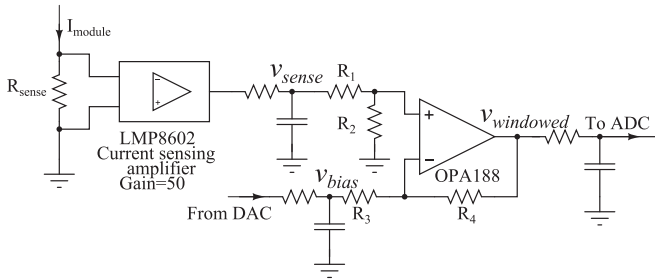 I_module
R_sense
−
+
LMP8602
Current sensing
amplifier
Gain=50
v_sense
R_1
R_2
+
−
OPA188
v_windowed
To ADC
From DAC
v_bias
R_3
R_4